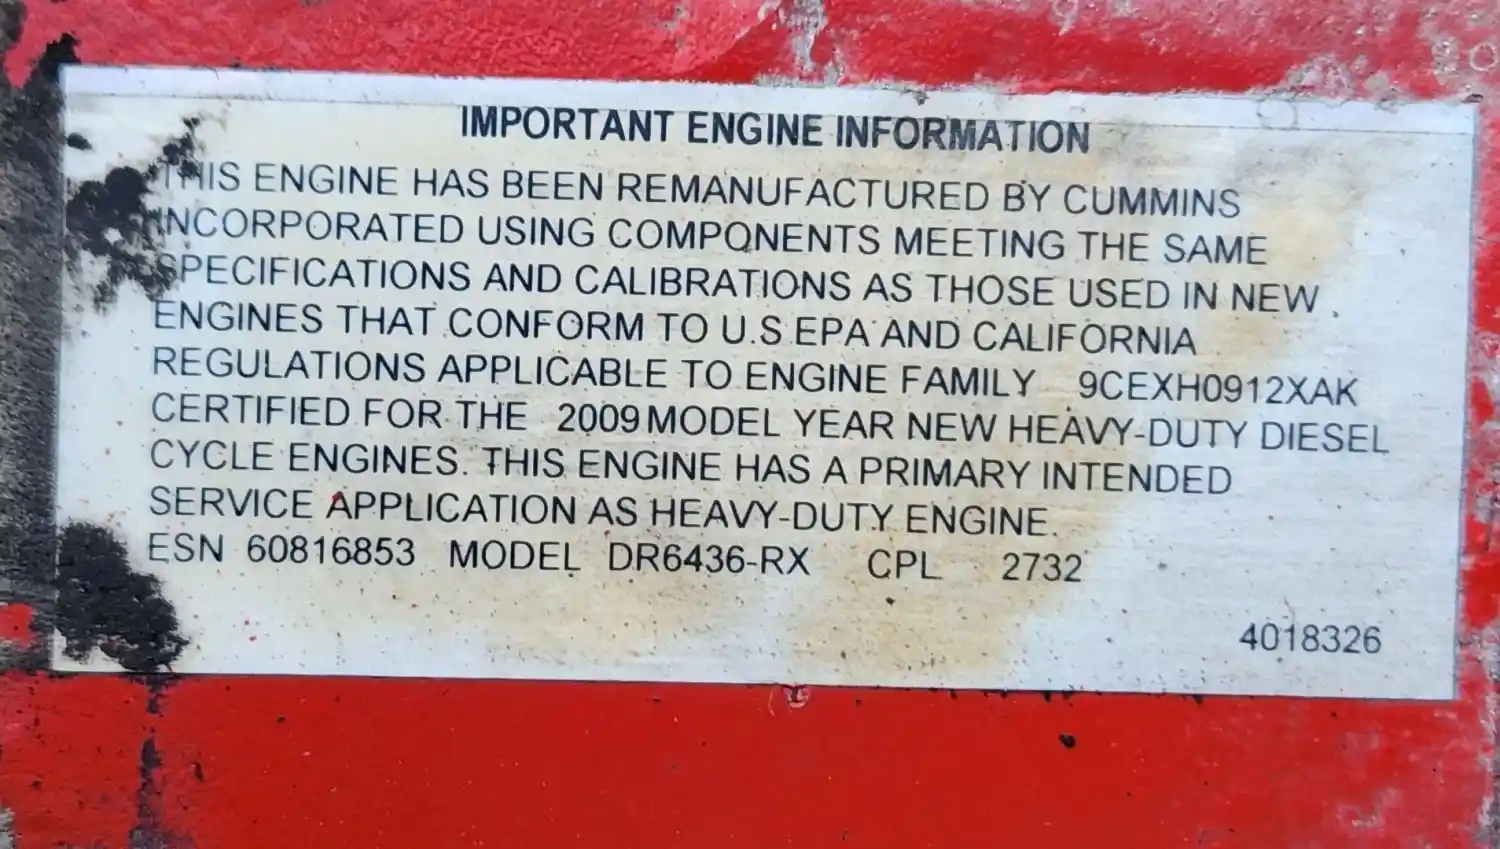 IMPORTANT ENGINE INFORMATION
THIS ENGINE HAS BEEN REMANUFACTURED BY CUMMINS
INCORPORATED USING COMPONENTS MEETING THE SAME
SPECIFICATIONS AND CALIBRATIONS AS THOSE USED IN NEW
ENGINES THAT CONFORM TO U.S EPA AND CALIFORNIA
REGULATIONS APPLICABLE TO ENGINE FAMILY 9CEXH0912XAK
CERTIFIED FOR THE 2009 MODEL YEAR NEW HEAVY-DUTY DIESEL
CYCLE ENGINES. THIS ENGINE HAS A PRIMARY INTENDED
SERVICE APPLICATION AS HEAVY-DUTY ENGINE.
ESN 60816853 MODEL DR6436-RX CPL 2732
4018326